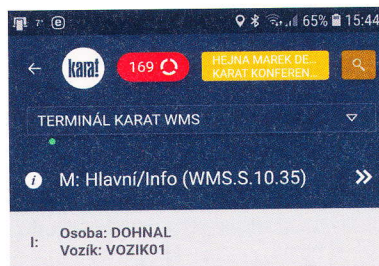 7° e 65% 15:44
karat 169 HEJNA MAREK DE...
KARAT KONFEREN...
TERMINÁL KARAT WMS
i M: Hlavní/Info (WMS.S.10.35) »
I: Osoba: DOHNAL
Vozík: VOZIK01